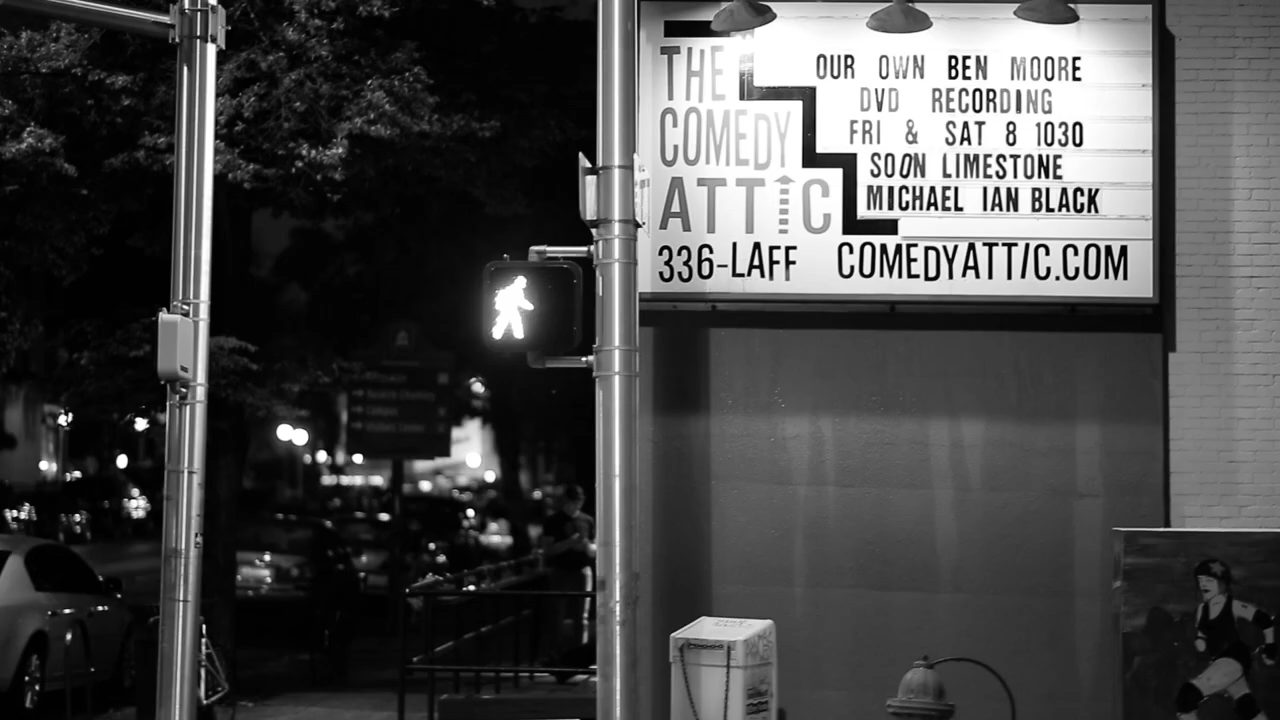 THE
COMEDY
ATTIC
OUR OWN BEN MOORE
DVD RECORDING
FRI & SAT 8 1030
SOON LIMESTONE
MICHAEL IAN BLACK
336-LAFF COMEDYATTIC.COM